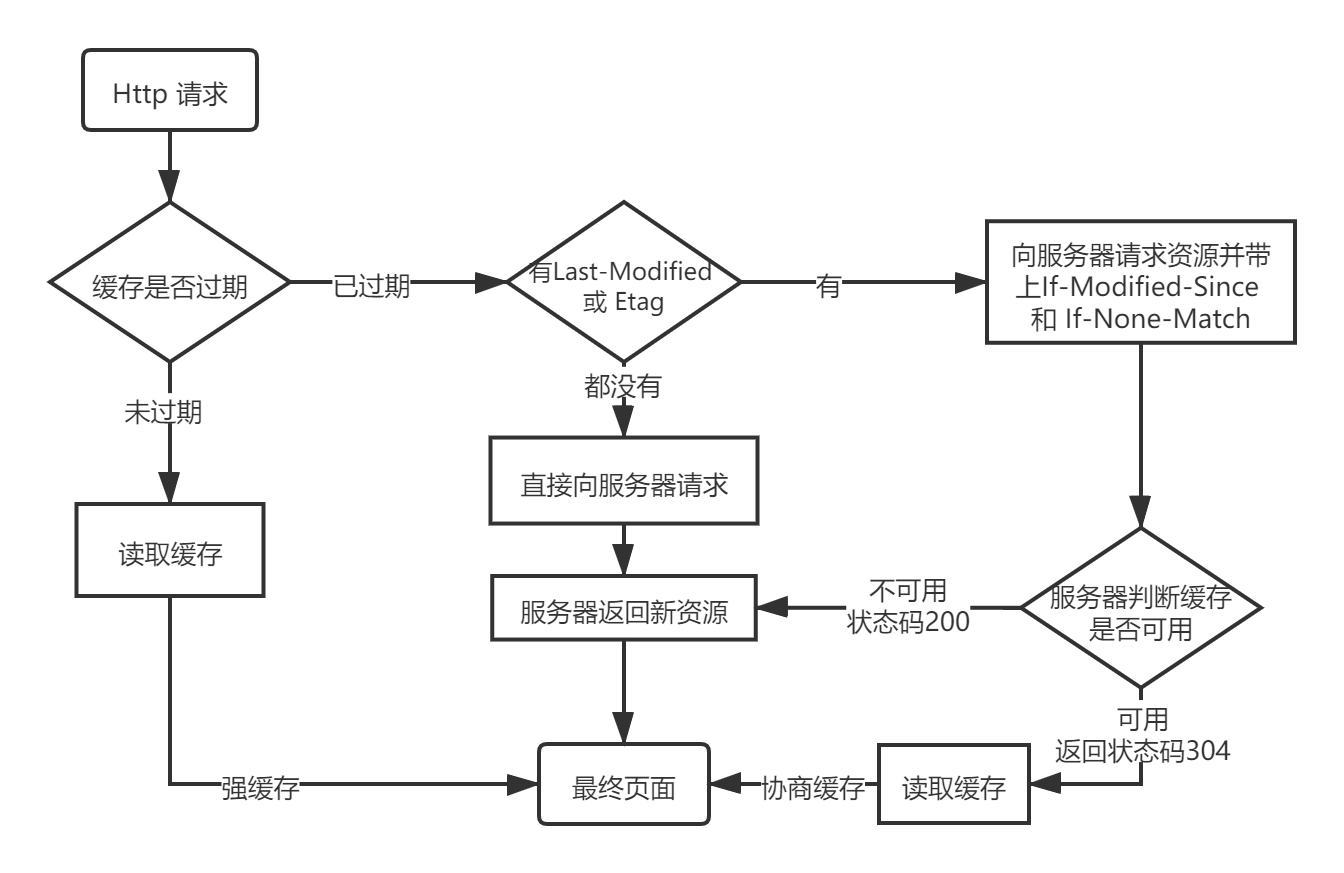 Http 请求
缓存是否过期
已过期
有Last-Modified
或 Etag
有
向服务器请求资源并带
上If-Modified-Since
和 If-None-Match
都没有
未过期
直接向服务器请求
读取缓存
服务器返回新资源
不可用
状态码200
服务器判断缓存
是否可用
可用
返回状态码304
强缓存
最终页面
协商缓存
读取缓存